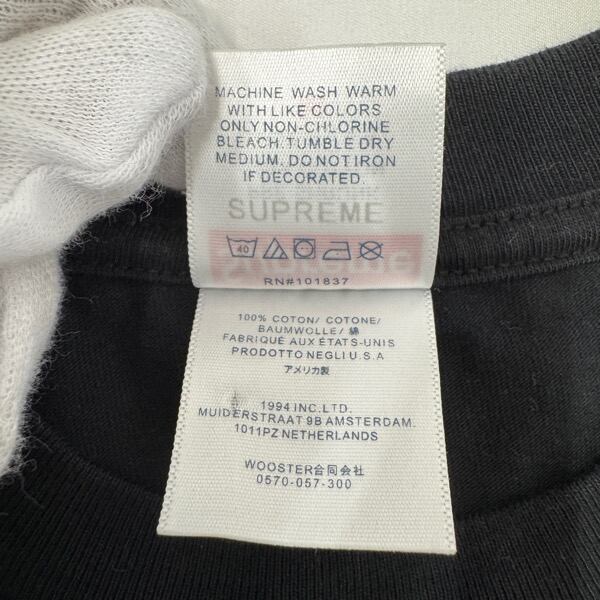 MACHINE WASH WARM
WITH LIKE COLORS
ONLY NON-CHLORINE
BLEACH. TUMBLE DRY
MEDIUM. DO NOT IRON
IF DECORATED.
SUPREME
40
RN#101837
100% COTON/ COTONE/
BAUMWOLLE/ 綿
FABRIQUÉ AUX ÉTATS-UNIS
PRODOTTO NEGLI U.S.A
アメリカ製
1994 INC. LTD.
MUIDERSTRAAT 9B AMSTERDAM.
1011PZ NETHERLANDS
WOOSTER合同会社
0570-057-300